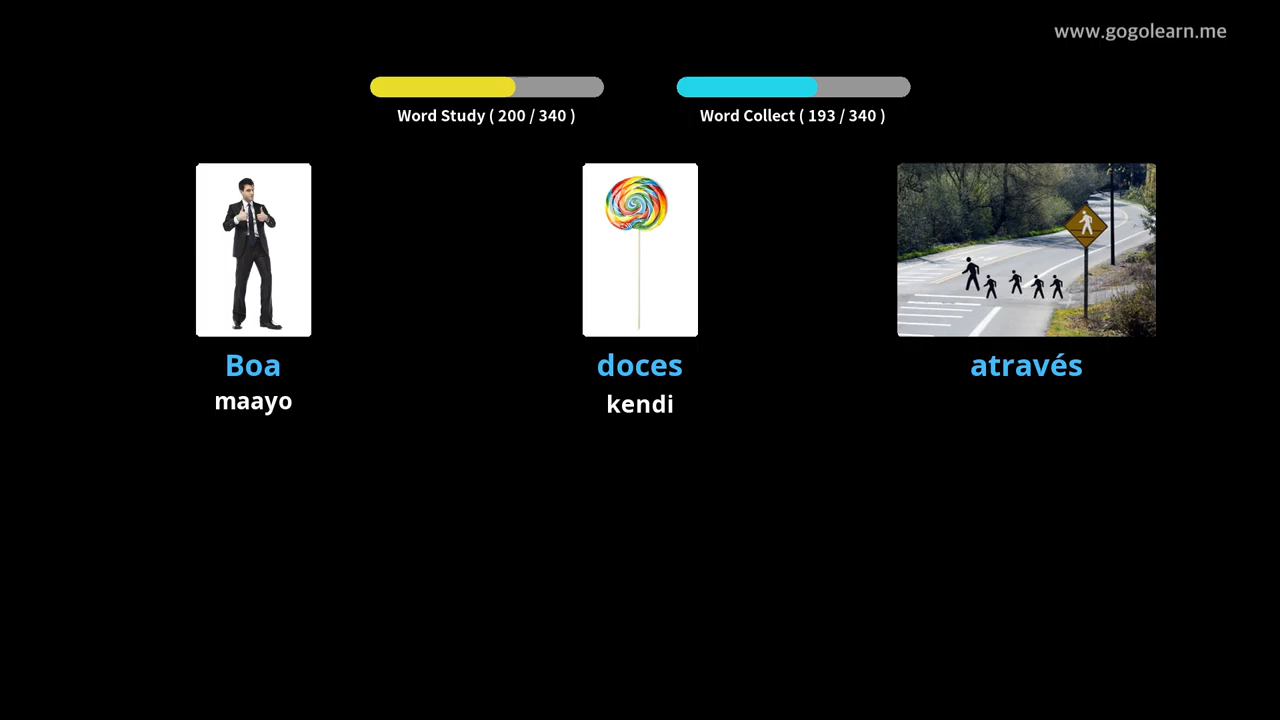 www.gogolearn.me
Word Study ( 200 / 340 )
Word Collect ( 193 / 340 )
Boa
maayo
doces
kendi
através